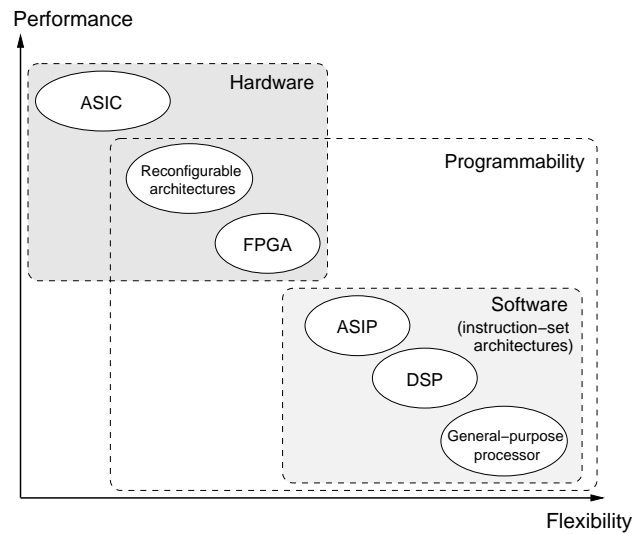 Performance
Hardware
ASIC
Programmability
Reconfigurable
architectures
FPGA
Software
(instruction−set
architectures)
ASIP
DSP
General−purpose
processor
Flexibility